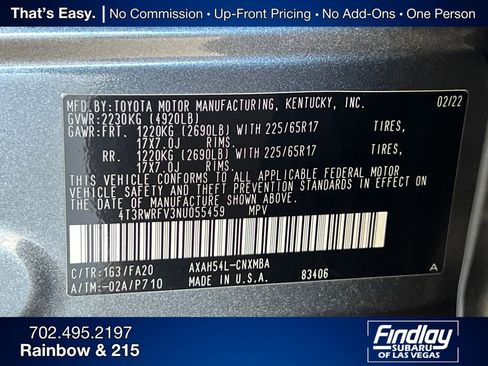 That's Easy. | No Commission • Up-Front Pricing • No Add-Ons • One Person
MFD.BY:TOYOTA MOTOR MANUFACTURING, KENTUCKY, INC. 02/22
GVWR:2230KG (4920LB)
GAWR:FRT. 1220KG (2690LB) WITH 225/65R17 TIRES,
17X7.0J RIMS.
RR. 1220KG (2690LB) WITH 225/65R17 TIRES,
17X7.0J RIMS.
THIS VEHICLE CONFORMS TO ALL APPLICABLE FEDERAL MOTOR
VEHICLE SAFETY AND THEFT PREVENTION STANDARDS IN EFFECT ON
THE DATE OF MANUFACTURE SHOWN ABOVE.
4T3RWRFV3NU055459 MPV
C/TR:163/FA20 AXAH54L-CNXMBA
A/TM:-02A/P710 MADE IN U.S.A. 83406 A
702.495.2197
Rainbow & 215
Findlay
SUBARU
OF LAS VEGAS